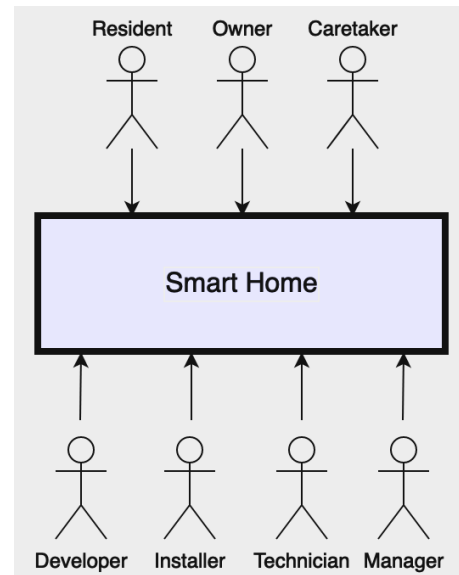 Resident Owner Caretaker
Smart Home
Developer Installer Technician Manager